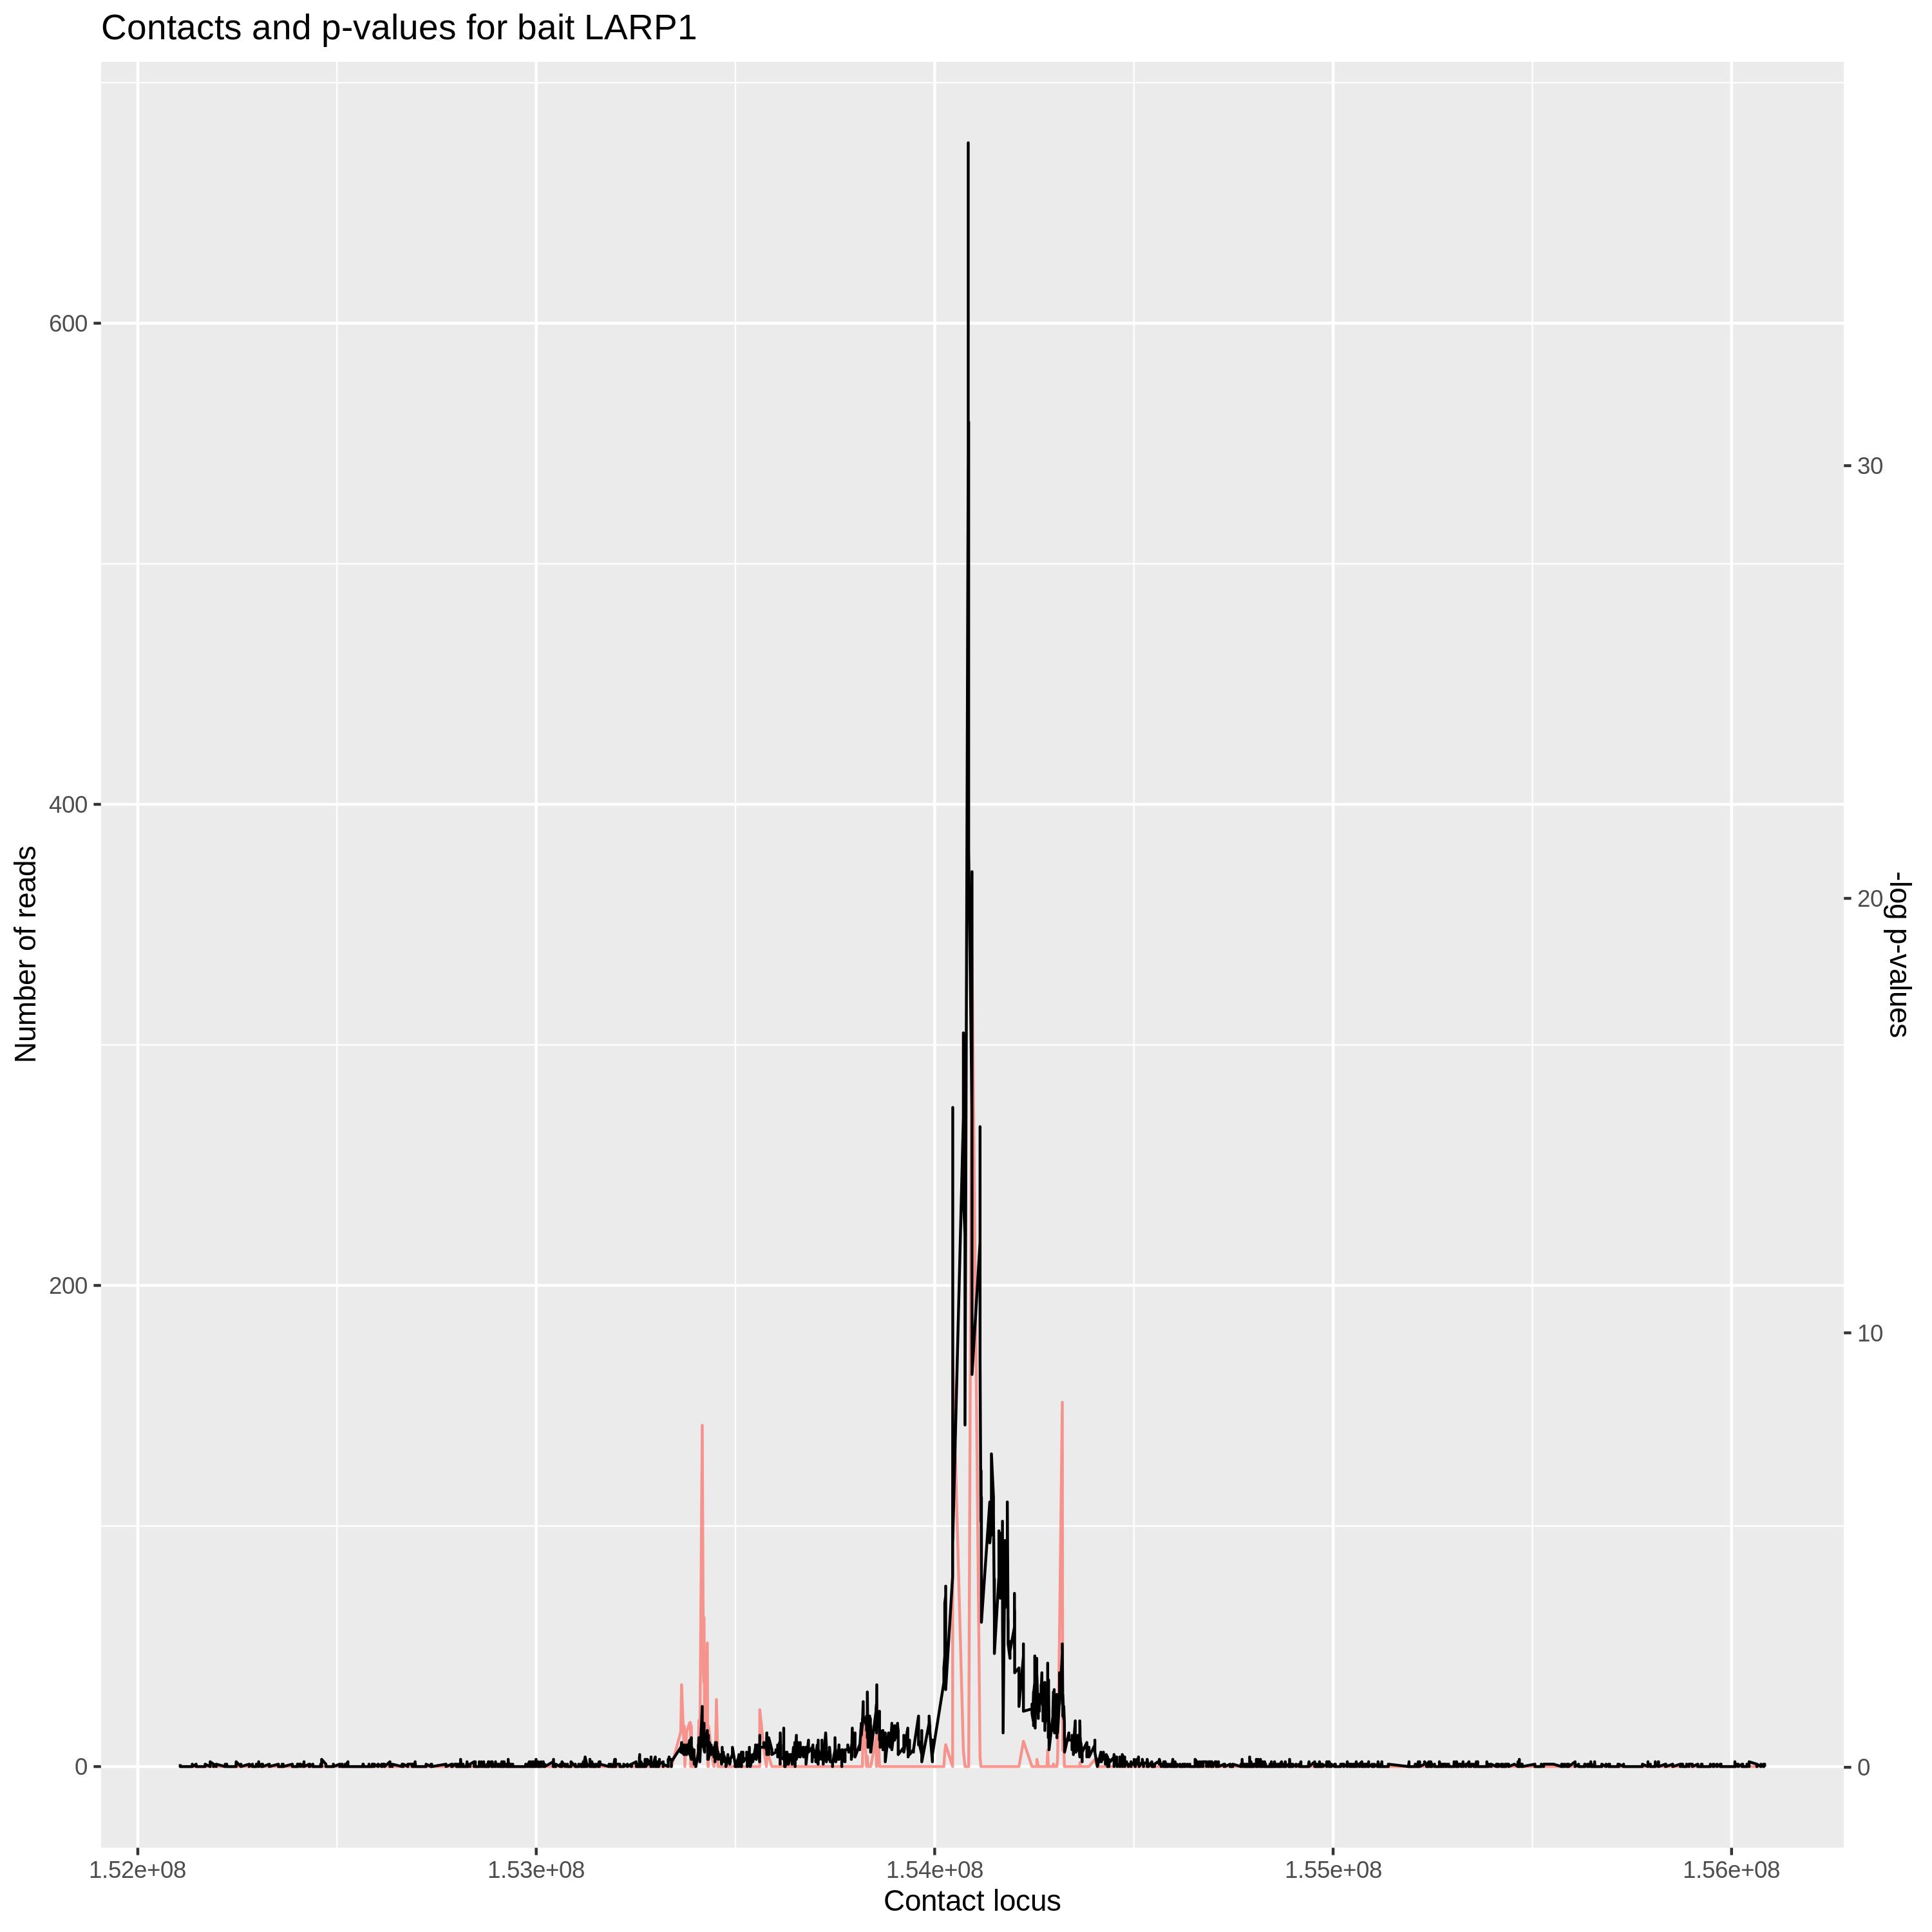 Contacts and p-values for bait LARP1
600
400
200
0
Number of reads
30
20
10
0
-log p-values
1.52e+08 1.53e+08 1.54e+08 1.55e+08 1.56e+08
Contact locus